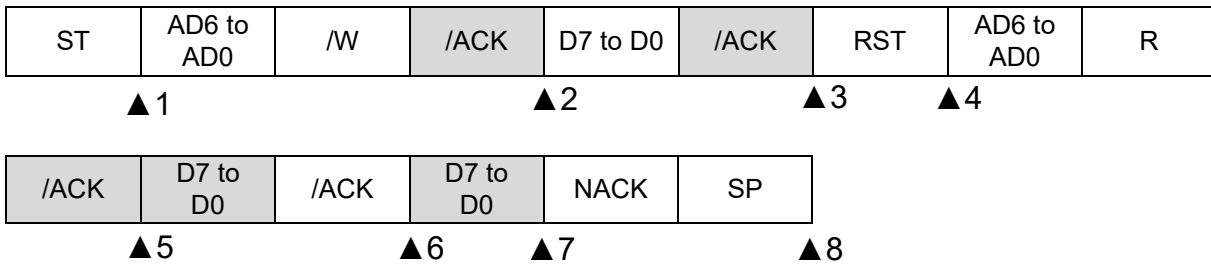 ST AD6 to AD0 /W /ACK D7 to D0 /ACK RST AD6 to AD0 R
▲1 ▲2 ▲3 ▲4
/ACK D7 to D0 /ACK D7 to D0 NACK SP
▲5 ▲6 ▲7 ▲8